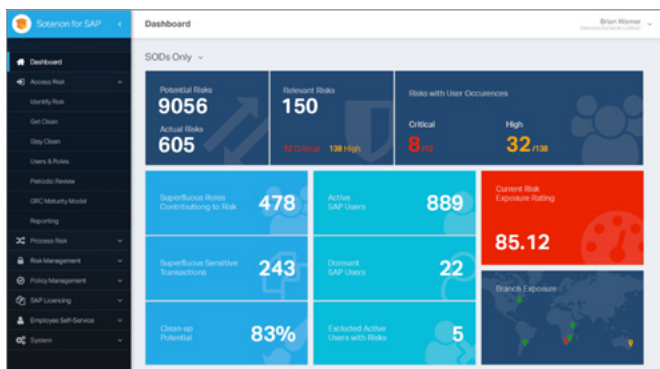 Soterion for SAP
Dashboard
Brian Warner
SODs Only
Dashboard
Access Risk
Identify Risk
Get Clean
Stay Clean
Users & Roles
Periodic Review
GRC Maturity Model
Reporting
Process Risk
Risk Management
Policy Management
SAP Licencing
Employee Self-Service
System
Potential Risks
9056
Actual Risks
605
Relevant Risks
150
12 Critical
138 High
Risks with User Occurences
Critical
8/12
High
32/138
Superfluous Roles
Contributiong to Risk
478
Active
SAP Users
889
Current Risk
Exposure Rating
85.12
Superfluous Sensitive
Transactions
243
Dormant
SAP Users
22
Branch Exposure
Clean-up
Potential
83%
Excluded Active
Users with Risks
5